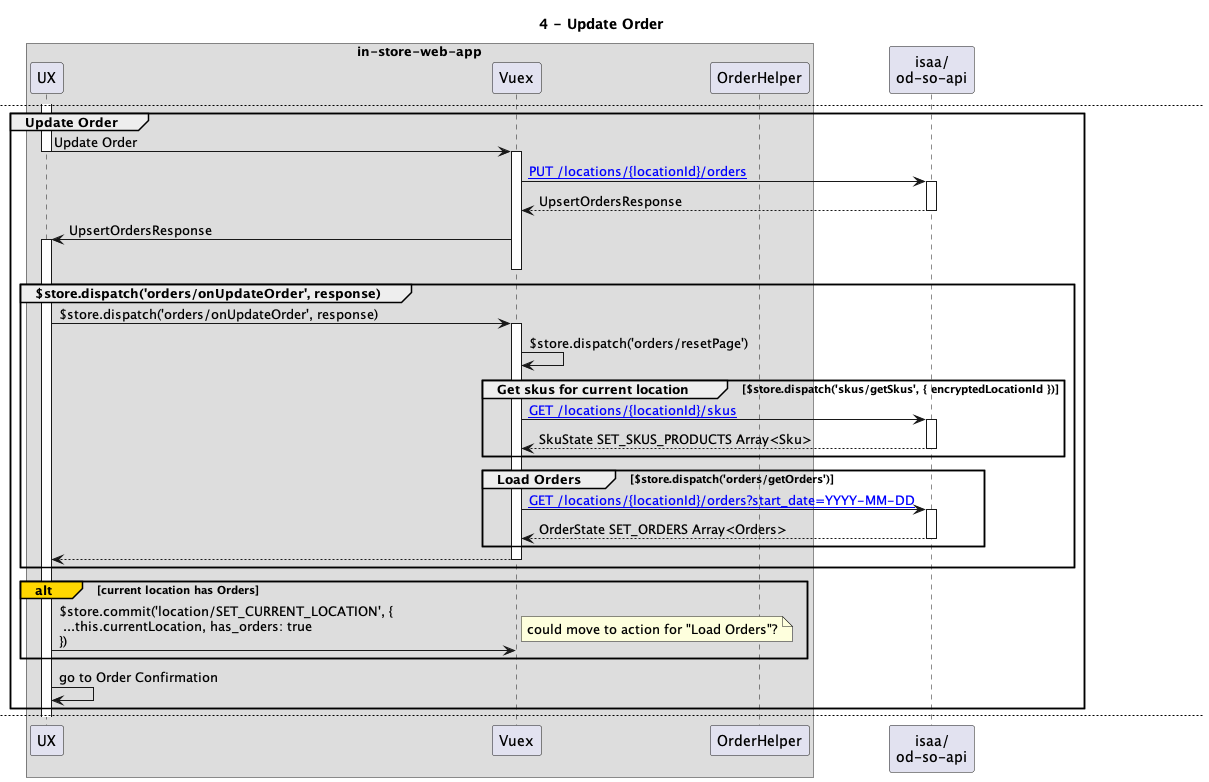 4 - Update Order
in-store-web-app
UX
Vuex
OrderHelper
isaa/
od-so-api
Update Order
Update Order
PUT /locations/{locationId}/orders
UpsertOrdersResponse
UpsertOrdersResponse
$store.dispatch('orders/onUpdateOrder', response)
$store.dispatch('orders/onUpdateOrder', response)
$store.dispatch('orders/resetPage')
Get skus for current location [$store.dispatch('skus/getSkus', { encryptedLocationId })]
GET /locations/{locationId}/skus
SkuState SET_SKUS_PRODUCTS Array<Sku>
Load Orders [$store.dispatch('orders/getOrders')]
GET /locations/{locationId}/orders?start_date=YYYY-MM-DD
OrderState SET_ORDERS Array<Orders>
alt [current location has Orders]
$store.commit('location/SET_CURRENT_LOCATION', {
...this.currentLocation, has_orders: true
})
could move to action for "Load Orders"?
go to Order Confirmation
UX
Vuex
OrderHelper
isaa/
od-so-api